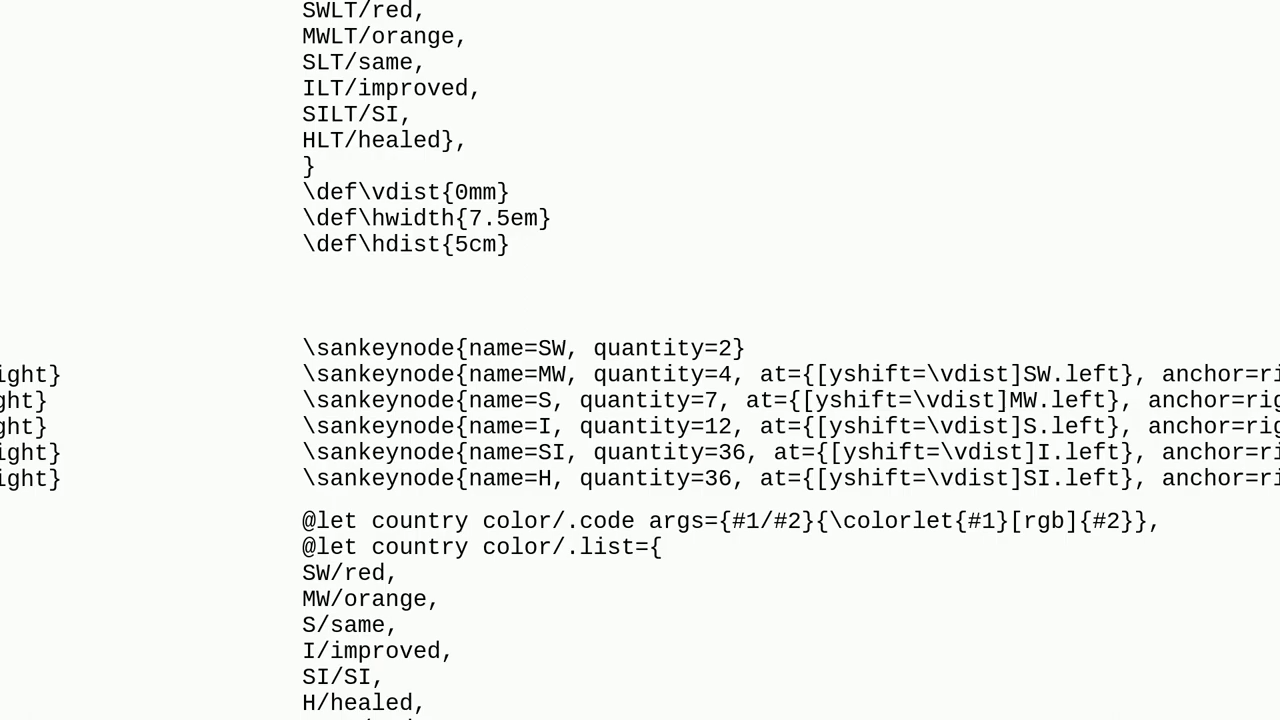 SWLT/red,
MWLT/orange,
SLT/same,
ILT/improved,
SILT/SI,
HLT/healed},
}
\def\vdist{0mm}
\def\hwidth{7.5em}
\def\hdist{5cm}
\sankeynode{name=SW, quantity=2}
ight} \sankeynode{name=MW, quantity=4, at={[yshift=\vdist]SW.left}, anchor=ri
ght} \sankeynode{name=S, quantity=7, at={[yshift=\vdist]MW.left}, anchor=rig
ght} \sankeynode{name=I, quantity=12, at={[yshift=\vdist]S.left}, anchor=rig
ight} \sankeynode{name=SI, quantity=36, at={[yshift=\vdist]I.left}, anchor=ri
ight} \sankeynode{name=H, quantity=36, at={[yshift=\vdist]SI.left}, anchor=ri
@let country color/.code args={#1/#2}{\colorlet{#1}[rgb]{#2}},
@let country color/.list={
SW/red,
MW/orange,
S/same,
I/improved,
SI/SI,
H/healed,